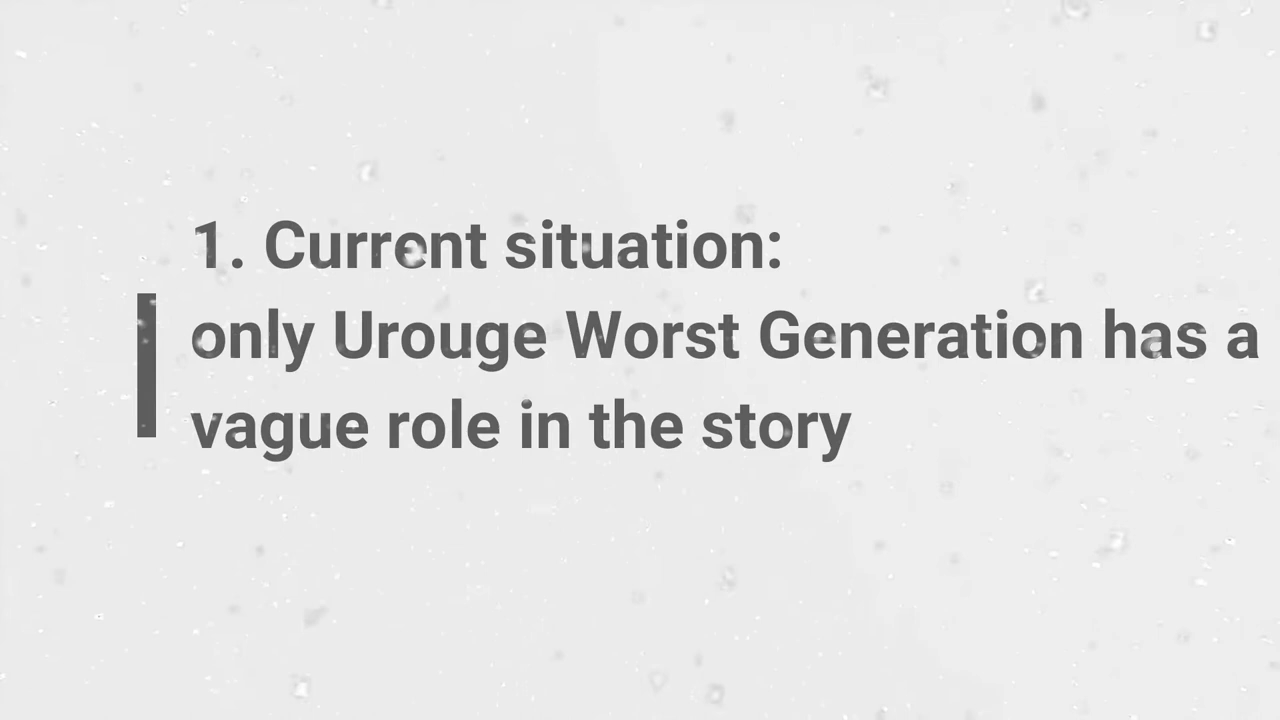 1. Current situation:
only Urouge Worst Generation has a
vague role in the story